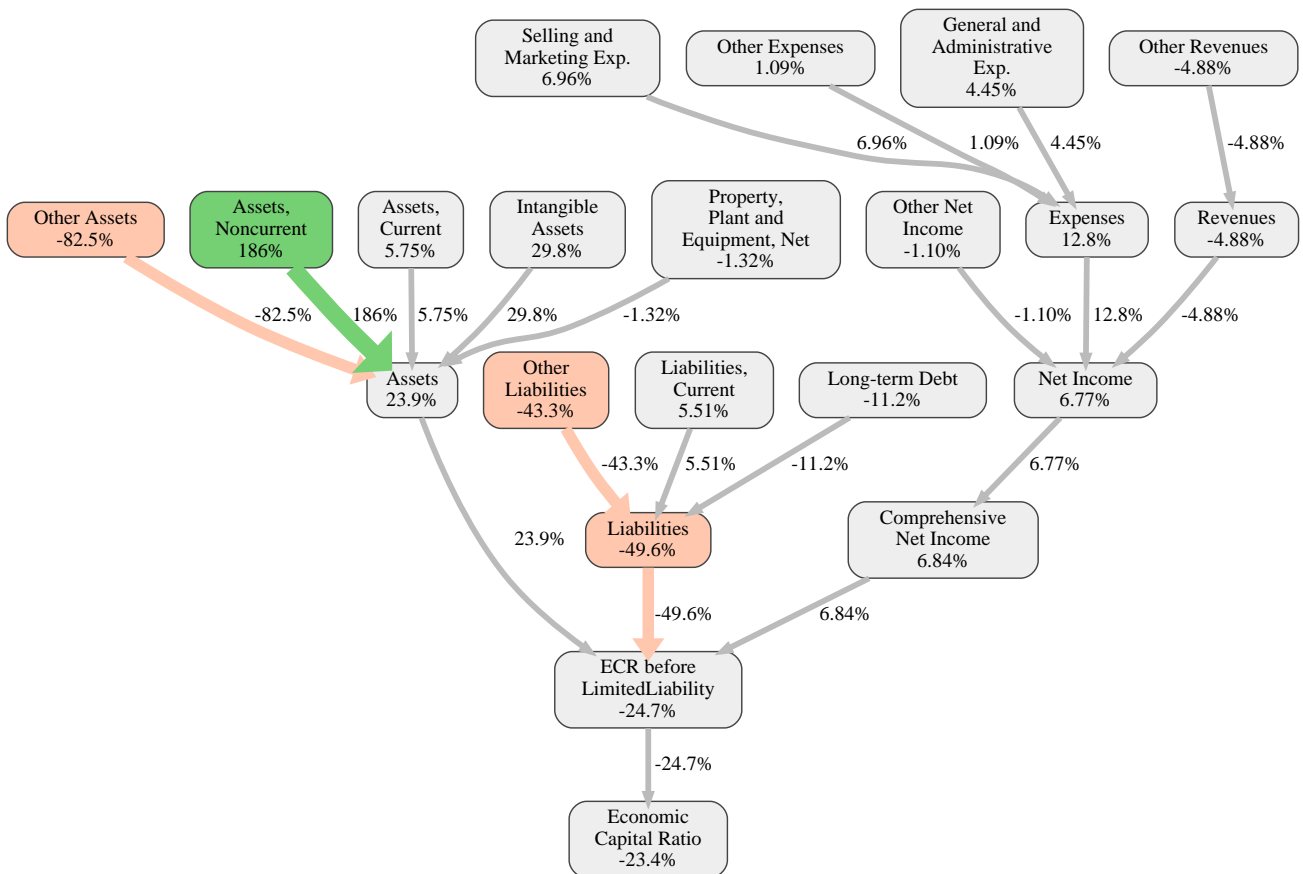 Selling and
Marketing Exp.
6.96%
Other Expenses
1.09%
General and
Administrative
Exp.
4.45%
Other Revenues
-4.88%
6.96%
1.09%
4.45%
-4.88%
Other Assets
-82.5%
Assets,
Noncurrent
186%
Assets,
Current
5.75%
Intangible
Assets
29.8%
Property,
Plant and
Equipment, Net
-1.32%
Other Net
Income
-1.10%
Expenses
12.8%
Revenues
-4.88%
-82.5%
186%
5.75%
29.8%
-1.32%
-1.10%
12.8%
-4.88%
Assets
23.9%
Other
Liabilities
-43.3%
Liabilities,
Current
5.51%
Long-term Debt
-11.2%
Net Income
6.77%
-43.3%
5.51%
-11.2%
6.77%
23.9%
Liabilities
-49.6%
Comprehensive
Net Income
6.84%
-49.6%
6.84%
ECR before
LimitedLiability
-24.7%
-24.7%
Economic
Capital Ratio
-23.4%